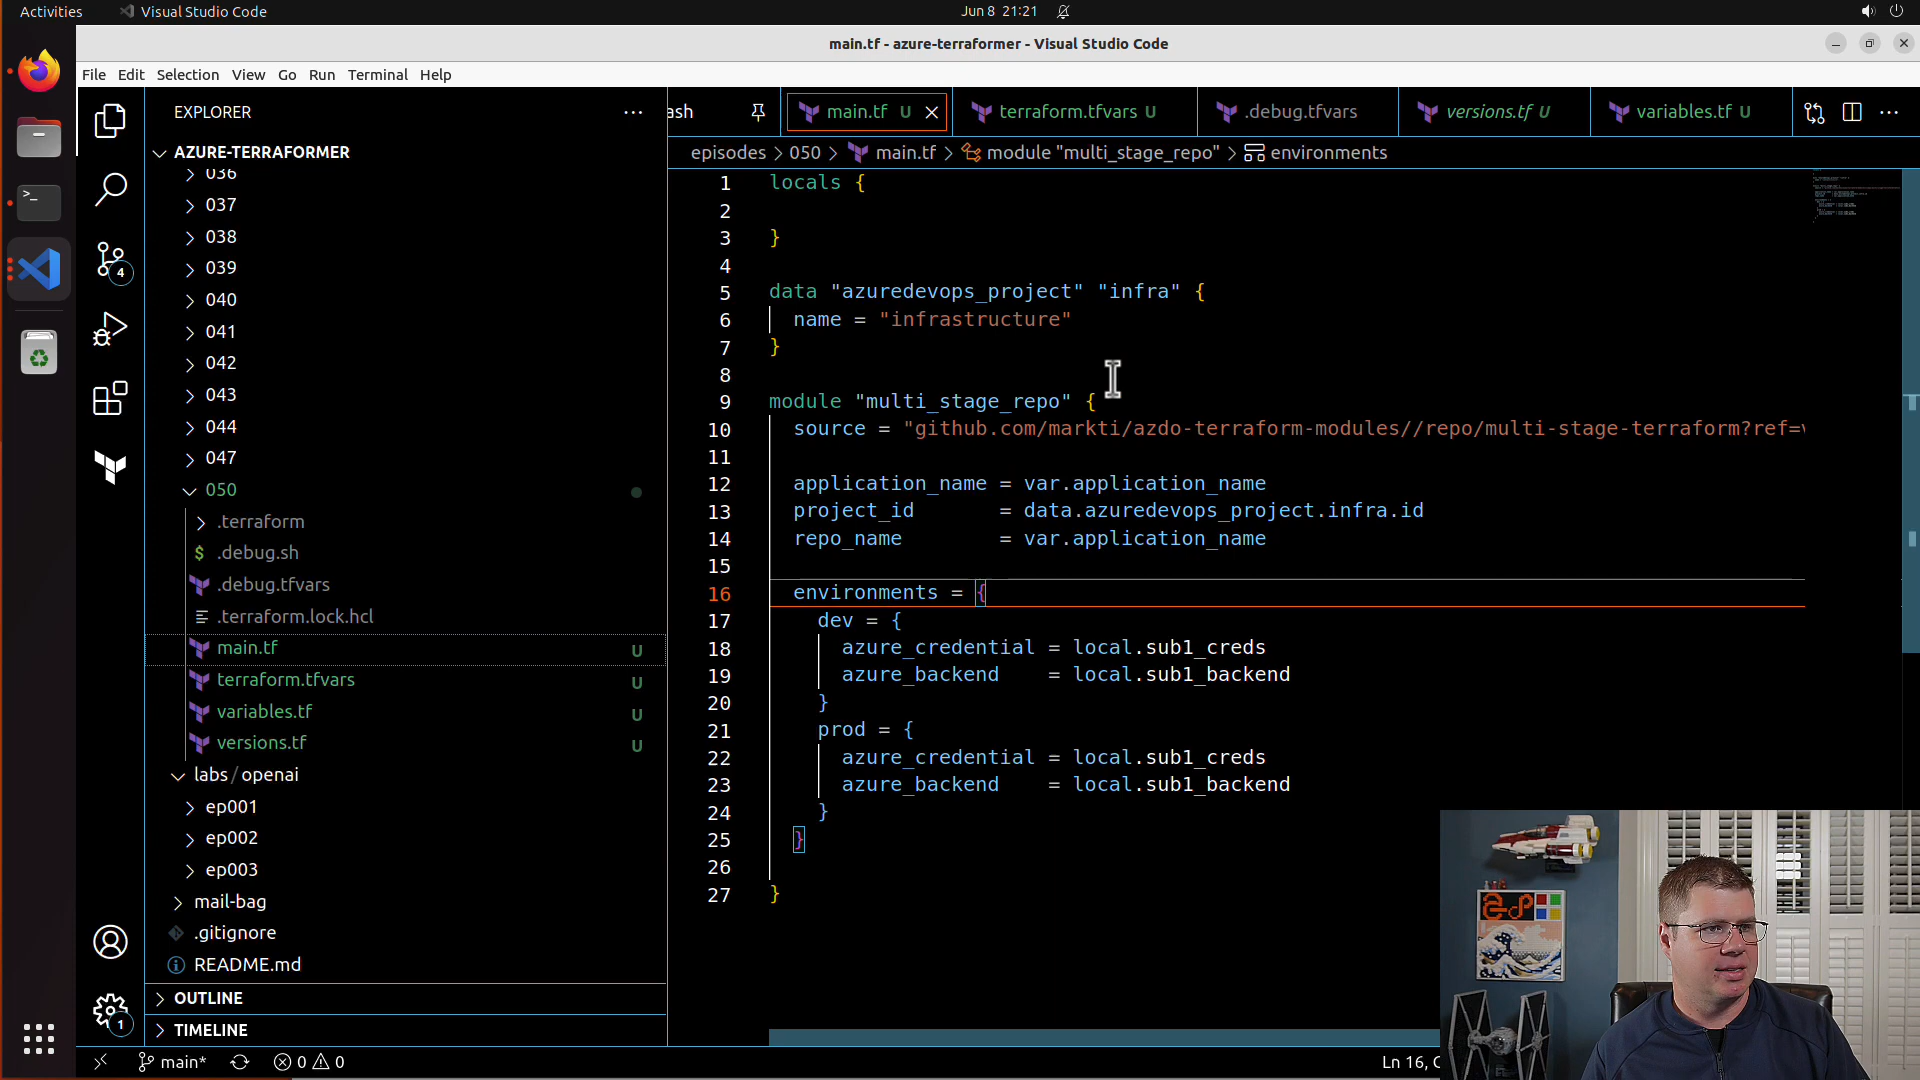 Activities
Visual Studio Code
Jun 8 21:21
main.tf - azure-terraformer - Visual Studio Code
File Edit Selection View Go Run Terminal Help
EXPLORER
AZURE-TERRAFORMER
036
037
038
039
040
041
042
043
044
047
050
.terraform
$ .debug.sh
.debug.tfvars
.terraform.lock.hcl
main.tf U
terraform.tfvars U
variables.tf U
versions.tf U
labs / openai
ep001
ep002
ep003
mail-bag
.gitignore
README.md
OUTLINE
TIMELINE
4
1
ash
main.tf U
terraform.tfvars U
.debug.tfvars
versions.tf U
variables.tf U
episodes > 050 > main.tf > module "multi_stage_repo" > environments
1 locals {
2
3 }
4
5 data "azuredevops_project" "infra" {
6 name = "infrastructure"
7 }
8
9 module "multi_stage_repo" {
10 source = "github.com/markti/azdo-terraform-modules//repo/multi-stage-terraform?ref=v
11
12 application_name = var.application_name
13 project_id = data.azuredevops_project.infra.id
14 repo_name = var.application_name
15
16 environments = {
17 dev = {
18 azure_credential = local.sub1_creds
19 azure_backend = local.sub1_backend
20 }
21 prod = {
22 azure_credential = local.sub1_creds
23 azure_backend = local.sub1_backend
24 }
25 }
26
27 }
main* 0 0
Ln 16, C